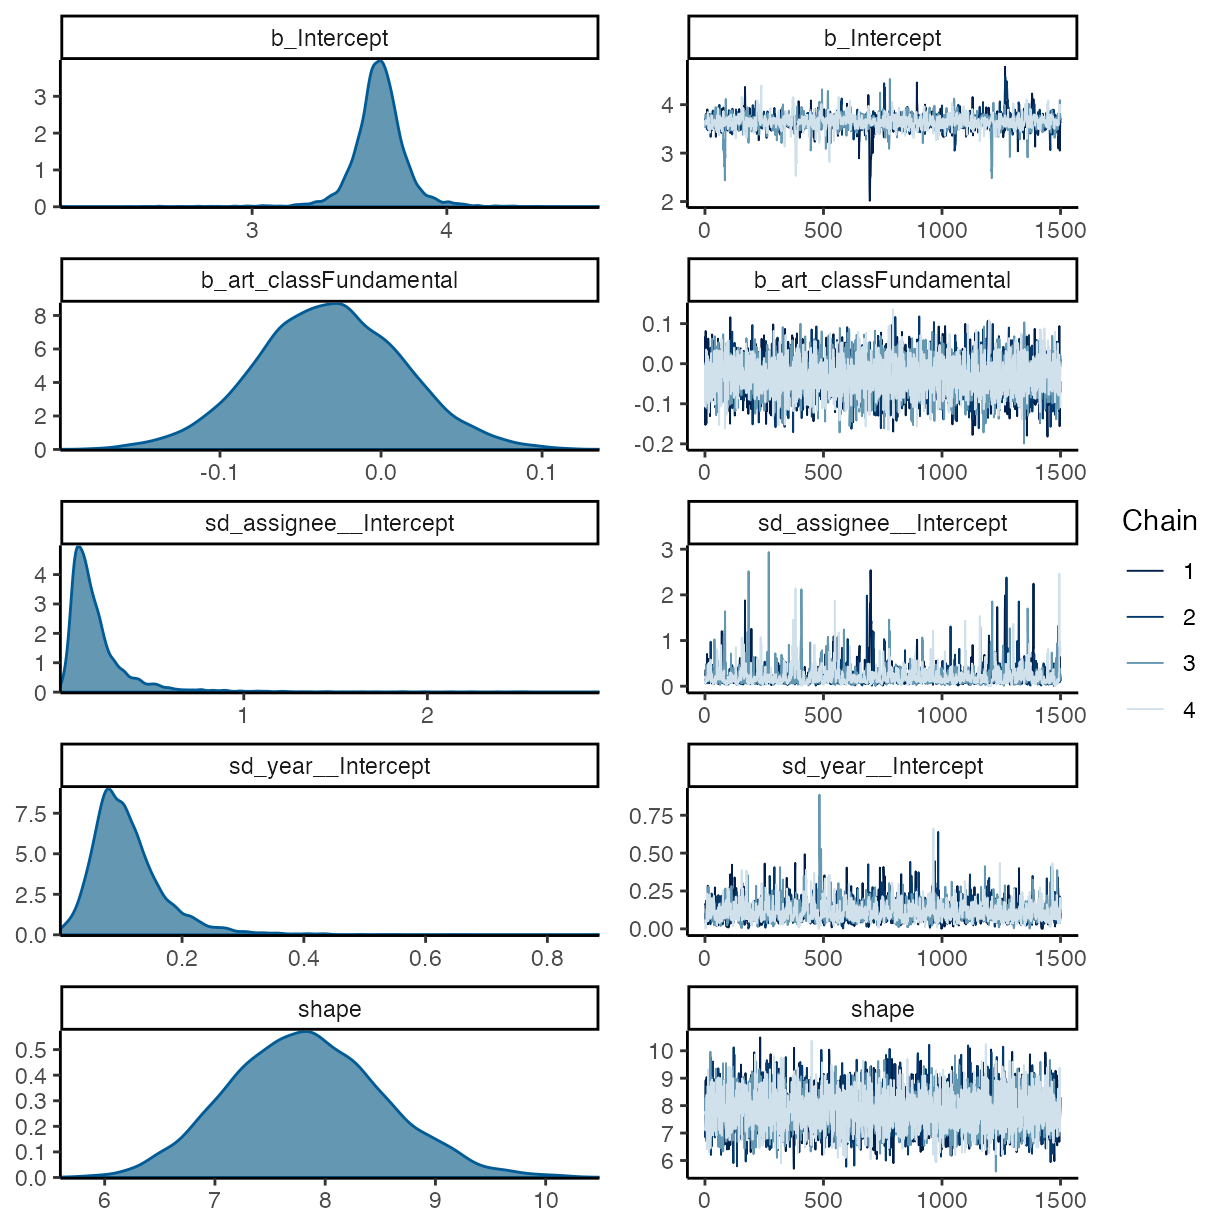 b_Intercept
b_Intercept
3
2
1
0
3 4
4
3
2
0 500 1000 1500
b_art_classFundamental
b_art_classFundamental
8
6
4
2
0
-0.1 0.0 0.1
0.1
0.0
-0.1
-0.2
0 500 1000 1500
sd_assignee__Intercept
sd_assignee__Intercept
4
3
2
1
0
1 2
3
2
1
0
0 500 1000 1500
sd_year__Intercept
sd_year__Intercept
7.5
5.0
2.5
0.0
0.2 0.4 0.6 0.8
0.75
0.50
0.25
0.00
0 500 1000 1500
shape
shape
0.5
0.4
0.3
0.2
0.1
0.0
6 7 8 9 10
10
9
8
7
6
0 500 1000 1500
Chain
1
2
3
4